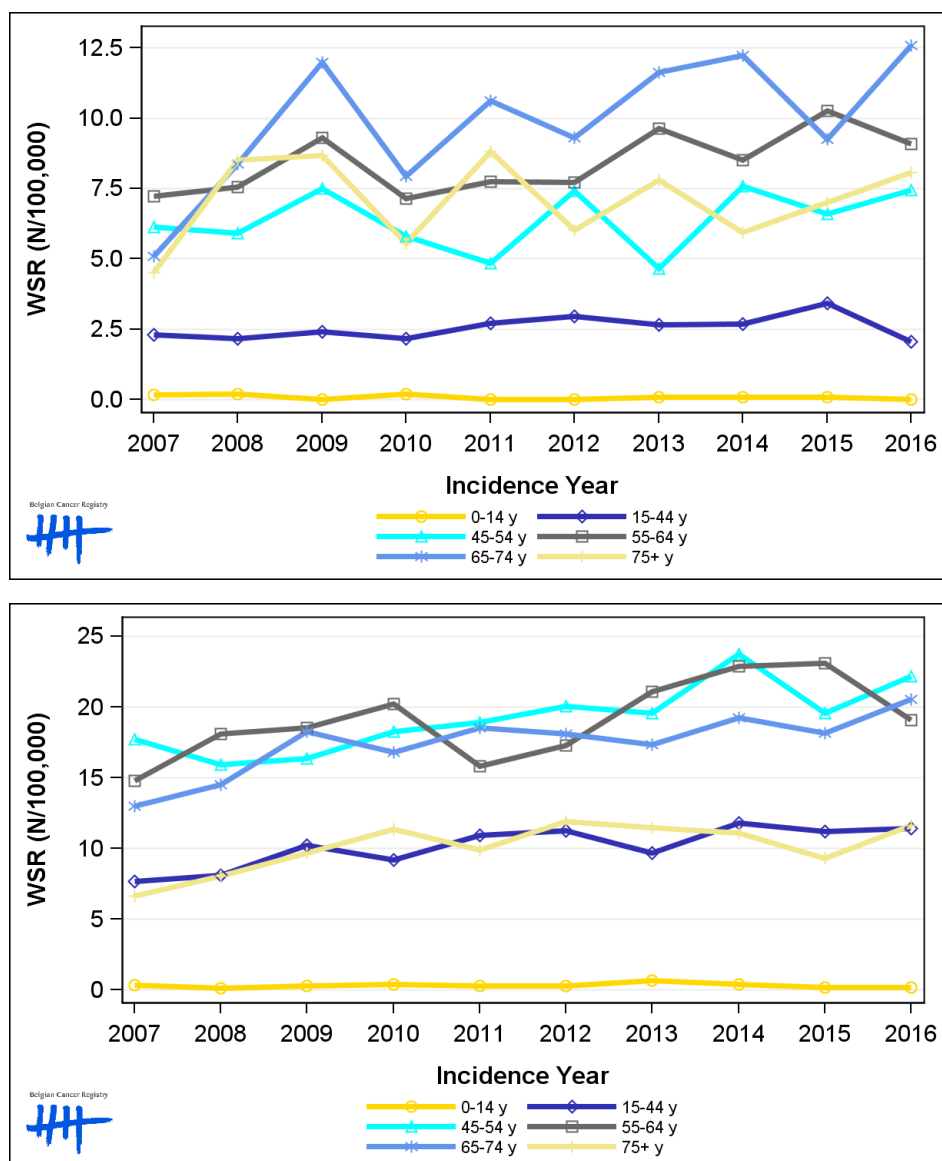 12.5
10.0
7.5
5.0
2.5
0.0
WSR (N/100,000)
2007 2008 2009 2010 2011 2012 2013 2014 2015 2016
Incidence Year
Belgian Cancer Registry
0-14 y 15-44 y
45-54 y 55-64 y
65-74 y 75+ y
25
20
15
10
5
0
WSR (N/100,000)
2007 2008 2009 2010 2011 2012 2013 2014 2015 2016
Incidence Year
Belgian Cancer Registry
0-14 y 15-44 y
45-54 y 55-64 y
65-74 y 75+ y